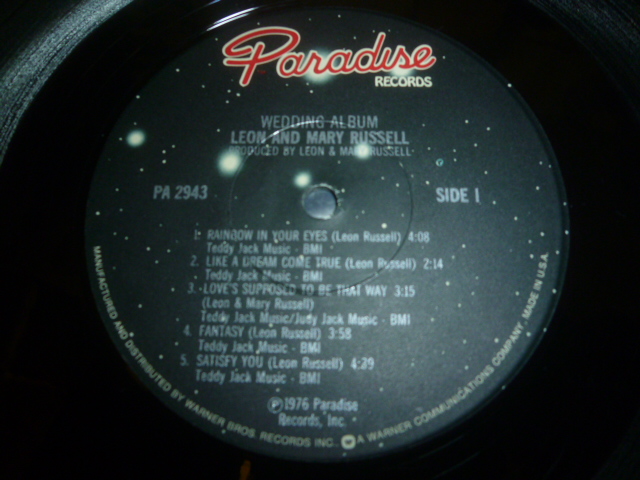 Paradise
RECORDS
WEDDING ALBUM
LEON AND MARY RUSSELL
PRODUCED BY LEON & MARY RUSSELL
PA 2943
SIDE 1
1. RAINBOW IN YOUR EYES (Leon Russell) 4:08
Teddy Jack Music - BMI
2. LIKE A DREAM COME TRUE (Leon Russell) 2:14
Teddy Jack Music - BMI
3. LOVE'S SUPPOSED TO BE THAT WAY 3:15
(Leon & Mary Russell)
Teddy Jack Music/Judy Jack Music - BMI
4. FANTASY (Leon Russell) 3:58
Teddy Jack Music - BMI
5. SATISFY YOU (Leon Russell) 4:39
Teddy Jack Music - BMI
℗1976 Paradise
Records, Inc.
MANUFACTURED AND DISTRIBUTED BY WARNER BROS. RECORDS INC. A WARNER COMMUNICATIONS COMPANY. MADE IN U.S.A.